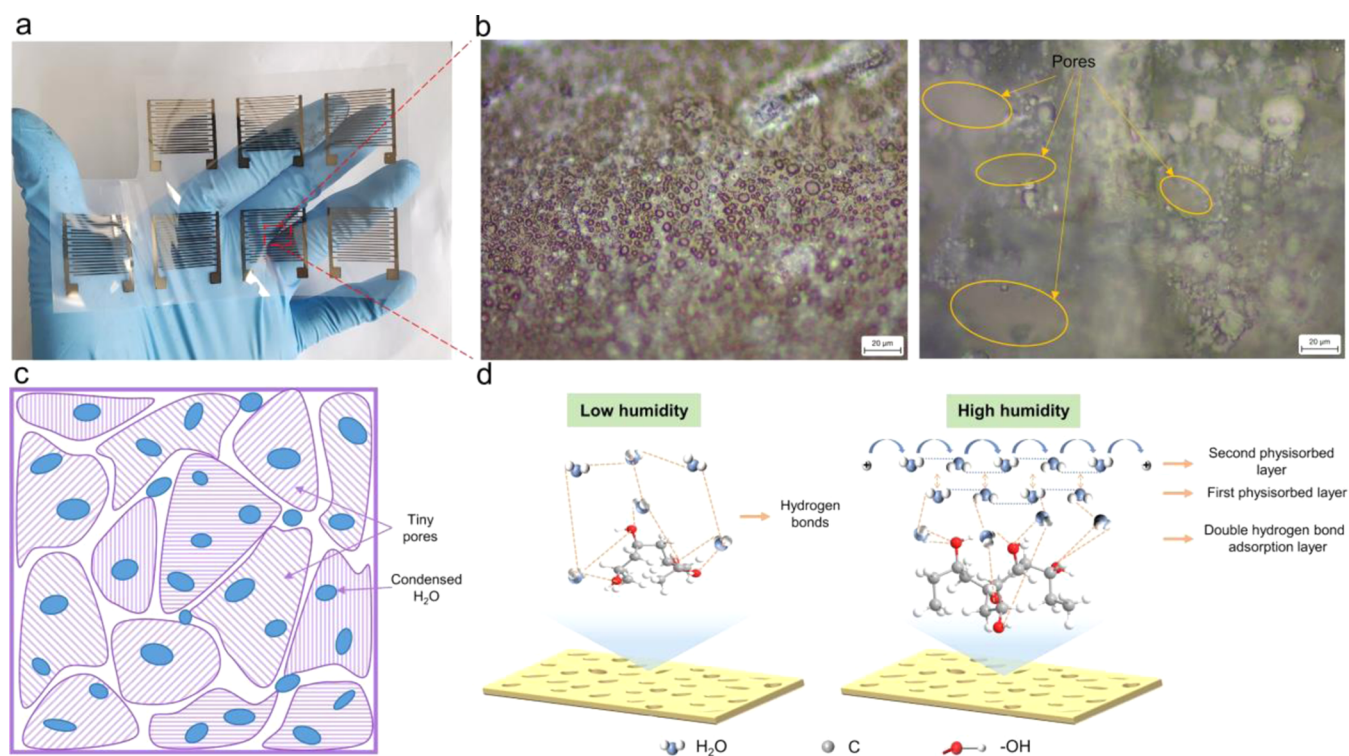 a
b
Pores
20 µm
20 µm
c
Tiny
pores
Condensed
H₂O
d
Low humidity
High humidity
Hydrogen
bonds
Second physisorbed
layer
First physisorbed layer
Double hydrogen bond
adsorption layer
H₂O
C
-OH